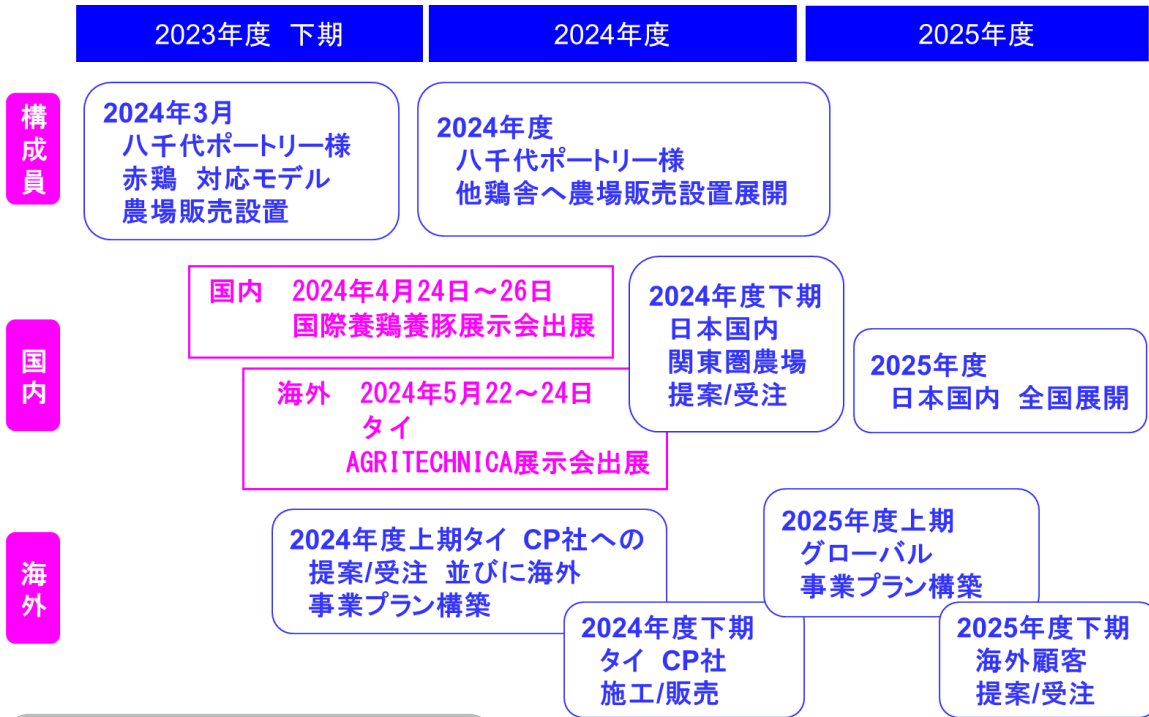 2023年度 下期
2024年度
2025年度
構成員
2024年3月
八千代ポートリー様
赤鶏 対応モデル
農場販売設置
2024年度
八千代ポートリー様
他鶏舎へ農場販売設置展開
国内
国内 2024年4月24日～26日
国際養鶏養豚展示会出展
海外 2024年5月22～24日
タイ
AGRITECHNICA展示会出展
2024年度下期
日本国内
関東圏農場
提案/受注
2025年度
日本国内 全国展開
海外
2024年度上期タイ CP社への
提案/受注 並びに海外
事業プラン構築
2024年度下期
タイ CP社
施工/販売
2025年度上期
グローバル
事業プラン構築
2025年度下期
海外顧客
提案/受注